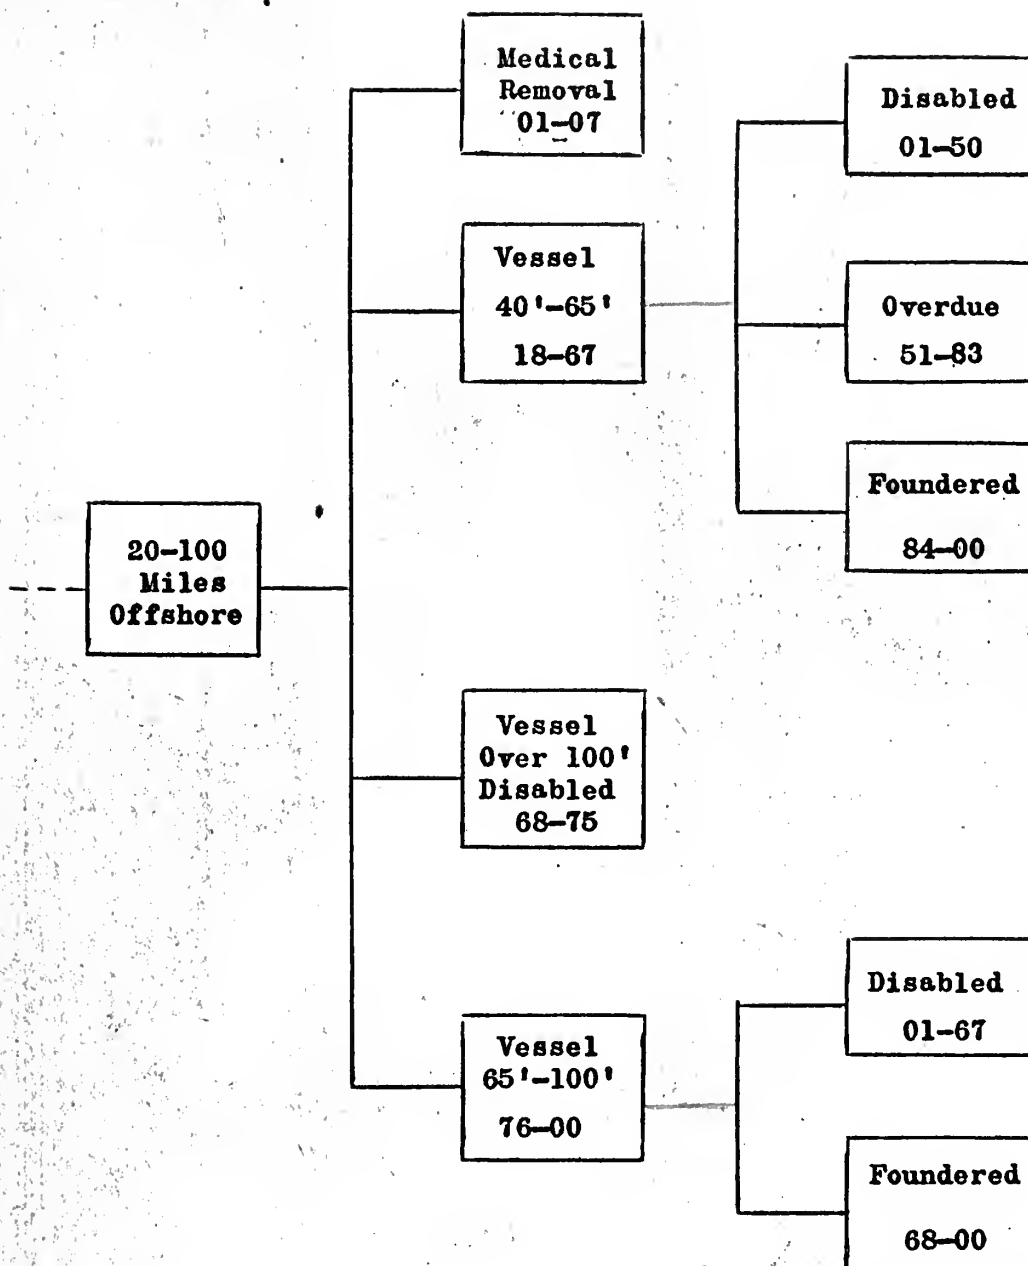 Medical
Removal
01-07
Disabled
01-50
Vessel
40'-65'
18-67
Overdue
51-83
Foundered
84-00
20-100
Miles
Offshore
Vessel
Over 100'
Disabled
68-75
Vessel
65'-100'
76-00
Disabled
01-67
Foundered
68-00